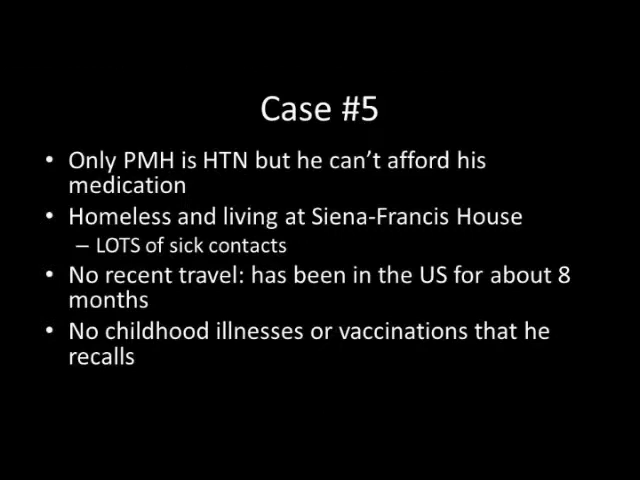 Case #5
• Only PMH is HTN but he can't afford his
medication
• Homeless and living at Siena-Francis House
– LOTS of sick contacts
• No recent travel: has been in the US for about 8
months
• No childhood illnesses or vaccinations that he
recalls